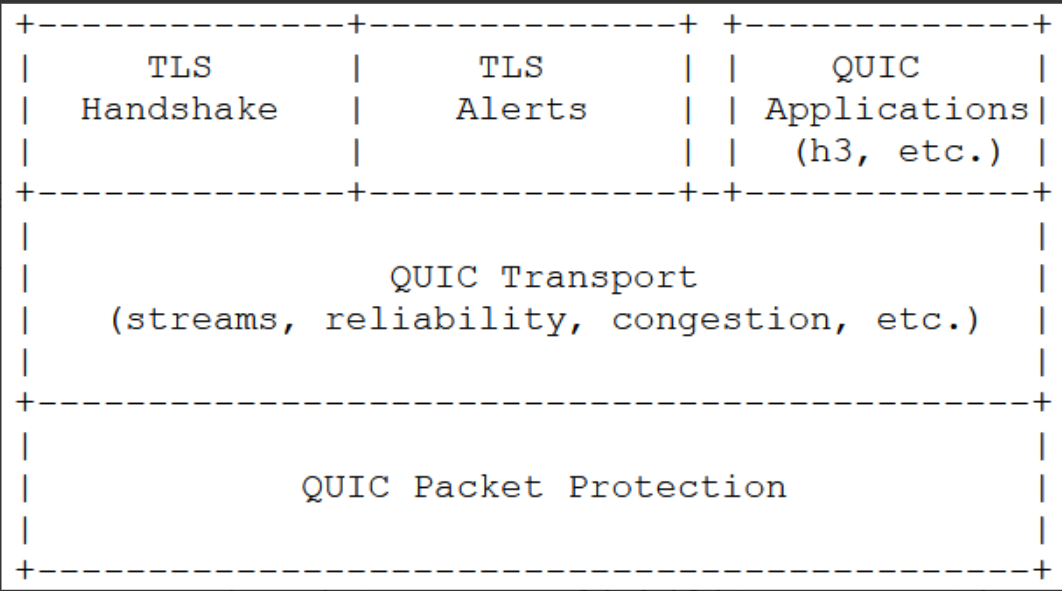 +--------------+--------------+ +-------------+
|     TLS      |     TLS      | |    QUIC     |
|  Handshake   |    Alerts    | | Applications|
|              |              | |  (h3, etc.) |
+--------------+--------------+-+-------------+
|                                             |
|                QUIC Transport               |
|   (streams, reliability, congestion, etc.)  |
|                                             |
+---------------------------------------------+
|                                             |
|            QUIC Packet Protection           |
|                                             |
+---------------------------------------------+